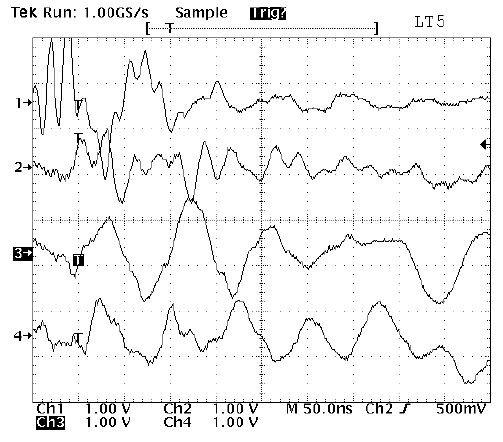 Tek Run: 1.00GS/s Sample Trig?
[ T ]
LT5
1→
T
T
2→
3→ T
4→ T
Ch1 1.00 V Ch2 1.00 V M 50.0ns Ch2 ƒ 500mV
Ch3 1.00 V Ch4 1.00 V